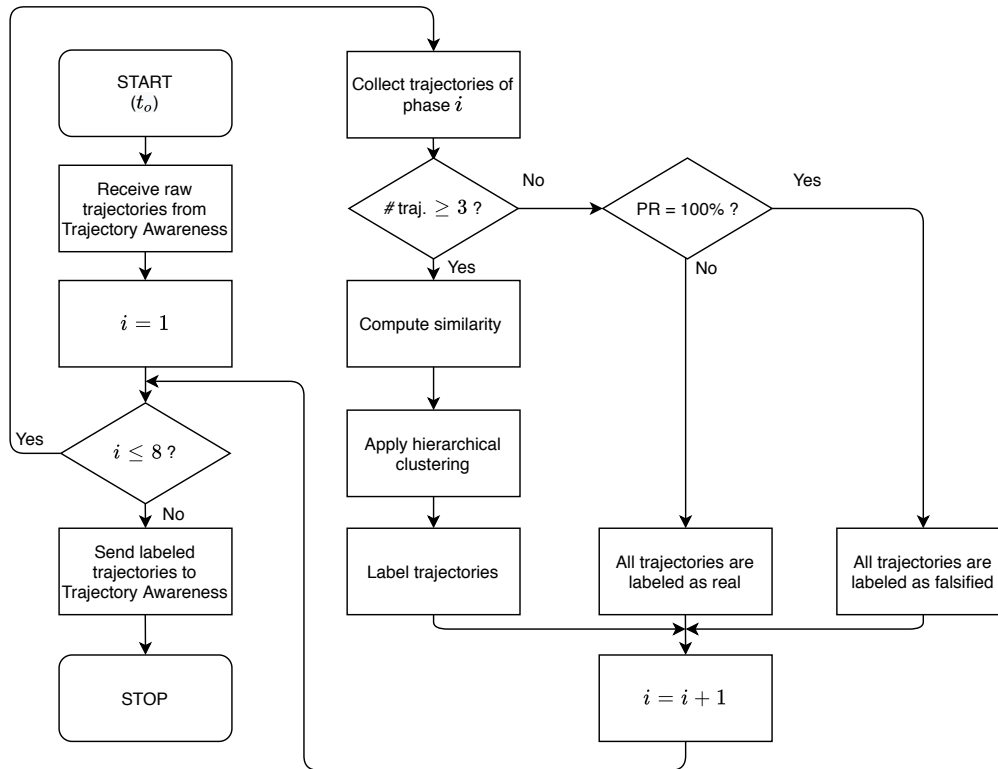 START
(t_o)
Receive raw
trajectories from
Trajectory Awareness
i = 1
i ≤ 8 ?
Yes
No
Send labeled
trajectories to
Trajectory Awareness
STOP
Collect trajectories of
phase i
# traj. ≥ 3 ?
No
Yes
Compute similarity
Apply hierarchical
clustering
Label trajectories
PR = 100% ?
Yes
No
All trajectories are
labeled as real
All trajectories are
labeled as falsified
i = i + 1